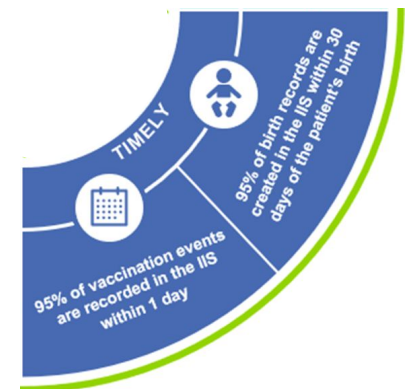 TIMELY
95% of birth records are
created in the IIS within 30
days of the patient's birth
95% of vaccination events
are recorded in the IIS
within 1 day